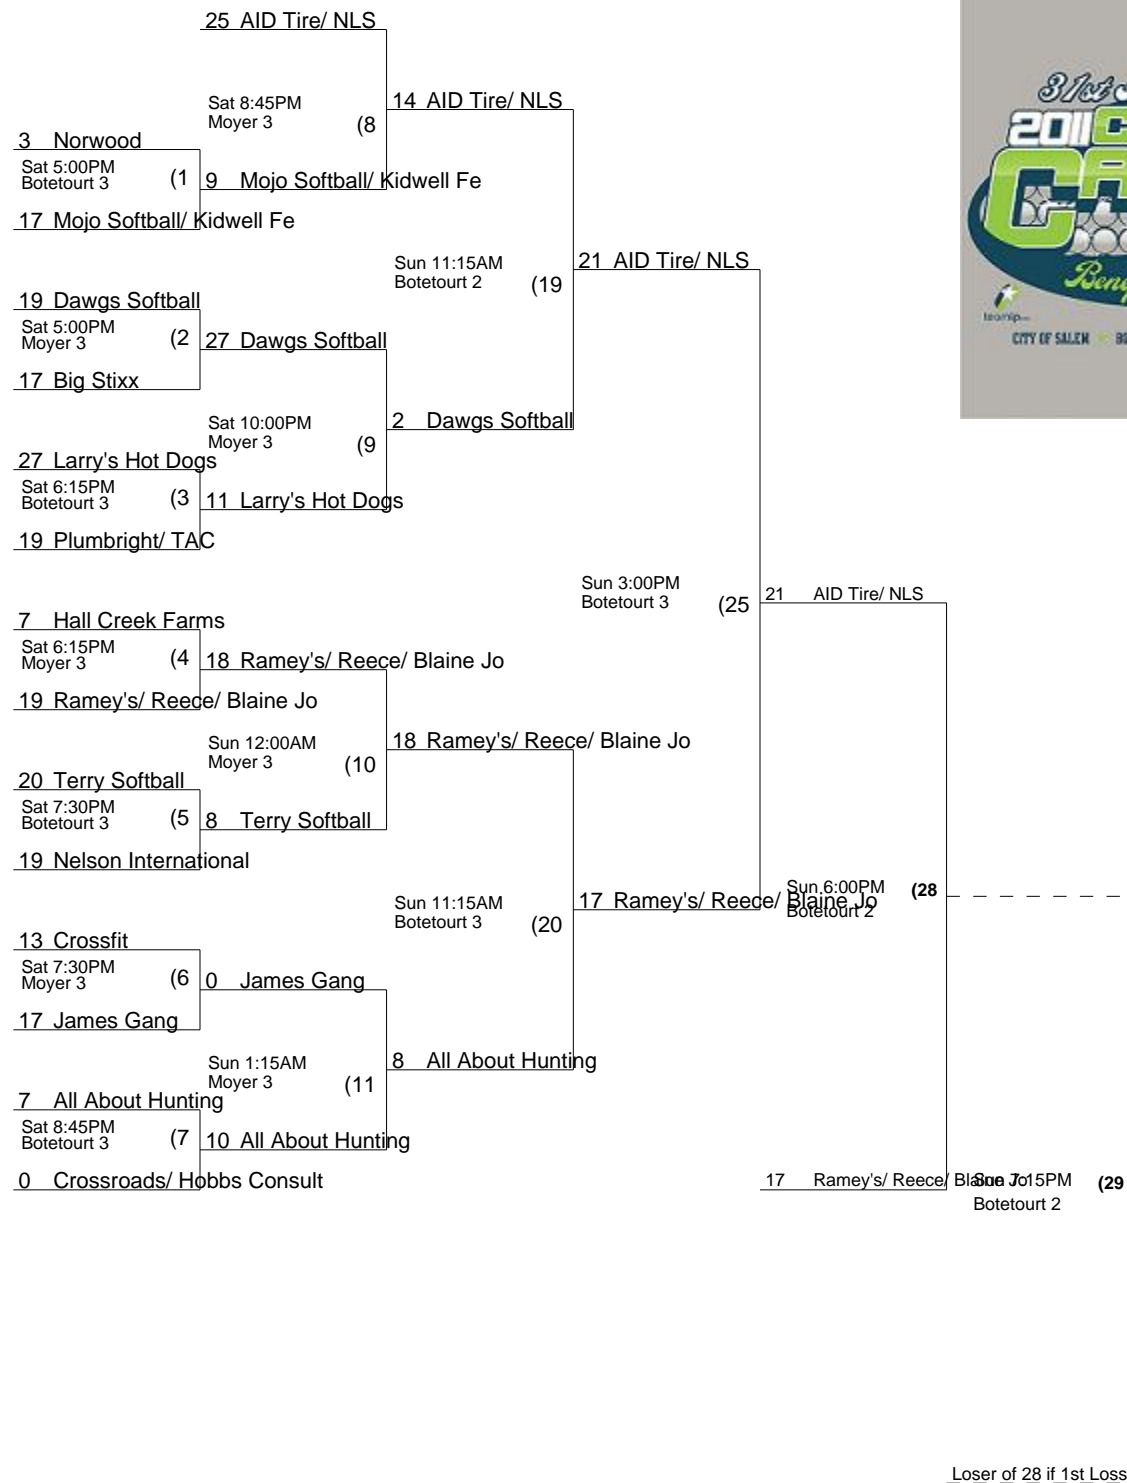 25 AID Tire/ NLS
Sat 8:45PM
Moyer 3
(8
14 AID Tire/ NLS
3 Norwood
Sat 5:00PM
Botetourt 3
(1
9 Mojo Softball/ Kidwell Fe
17 Mojo Softball/ Kidwell Fe
Sun 11:15AM
Botetourt 2
(19
21 AID Tire/ NLS
19 Dawgs Softball
Sat 5:00PM
Moyer 3
(2
27 Dawgs Softball
17 Big Stixx
Sat 10:00PM
Moyer 3
(9
2 Dawgs Softball
27 Larry's Hot Dogs
Sat 6:15PM
Botetourt 3
(3
11 Larry's Hot Dogs
19 Plumbright/ TAC
Sun 3:00PM
Botetourt 3
(25
21 AID Tire/ NLS
7 Hall Creek Farms
Sat 6:15PM
Moyer 3
(4
18 Ramey's/ Reece/ Blaine Jo
19 Ramey's/ Reece/ Blaine Jo
Sun 12:00AM
Moyer 3
(10
18 Ramey's/ Reece/ Blaine Jo
20 Terry Softball
Sat 7:30PM
Botetourt 3
(5
8 Terry Softball
19 Nelson International
Sun 11:15AM
Botetourt 3
(20
17 Ramey's/ Reece/ Blaine Jo
Sun 6:00PM
Botetourt 2
(28
13 Crossfit
Sat 7:30PM
Moyer 3
(6
0 James Gang
17 James Gang
Sun 1:15AM
Moyer 3
(11
8 All About Hunting
7 All About Hunting
Sat 8:45PM
Botetourt 3
(7
10 All About Hunting
0 Crossroads/ Hobbs Consult
17 Ramey's/ Reece/ Blaine Jo
Sun 7:15PM
Botetourt 2
(29
Loser of 28 if 1st Loss
31st
2011
CITY OF SALEM